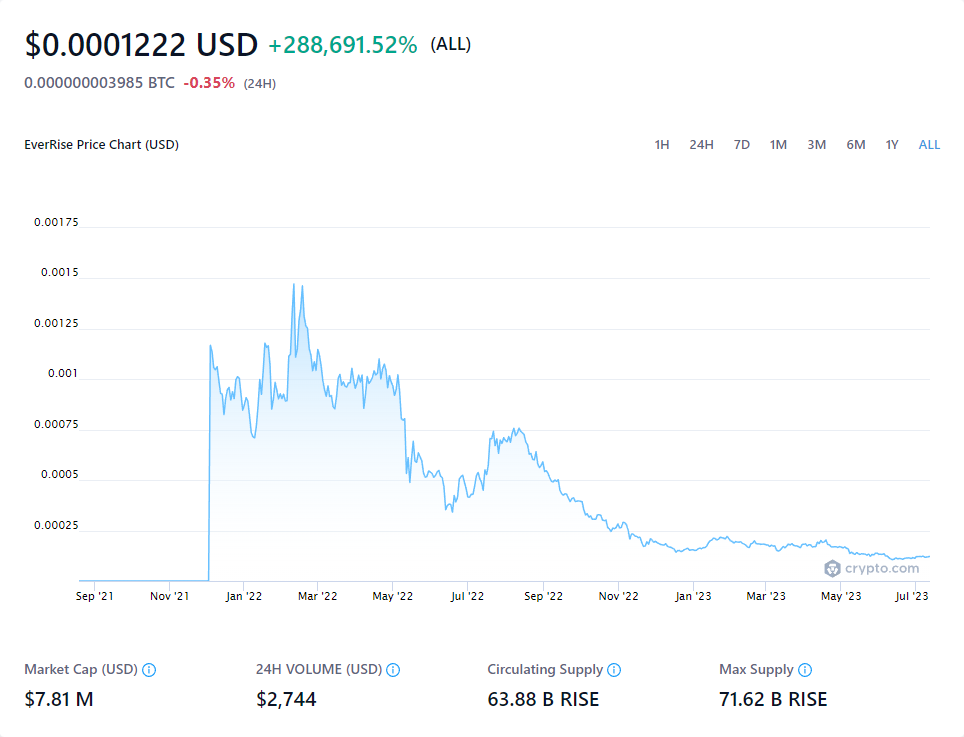 $0.0001222 USD +288,691.52% (ALL)
0.000000003985 BTC -0.35% (24H)
EverRise Price Chart (USD) 1H 24H 7D 1M 3M 6M 1Y ALL
0.00175
0.0015
0.00125
0.001
0.00075
0.0005
0.00025
crypto.com
Sep '21 Nov '21 Jan '22 Mar '22 May '22 Jul '22 Sep '22 Nov '22 Jan '23 Mar '23 May '23 Jul '23
Market Cap (USD) 24H VOLUME (USD) Circulating Supply Max Supply
$7.81 M $2,744 63.88 B RISE 71.62 B RISE